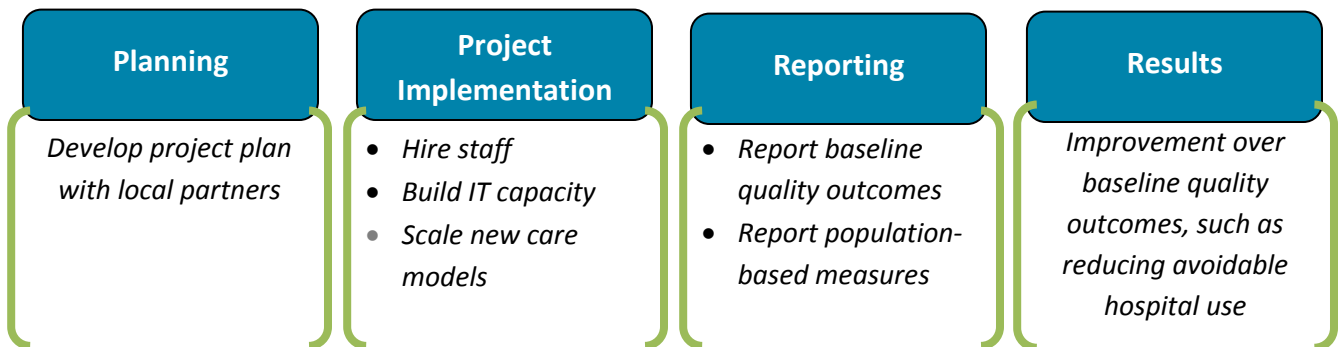 Planning
Develop project plan
with local partners
Project
Implementation
• Hire staff
• Build IT capacity
• Scale new care
models
Reporting
• Report baseline
quality outcomes
• Report population-
based measures
Results
Improvement over
baseline quality
outcomes, such as
reducing avoidable
hospital use